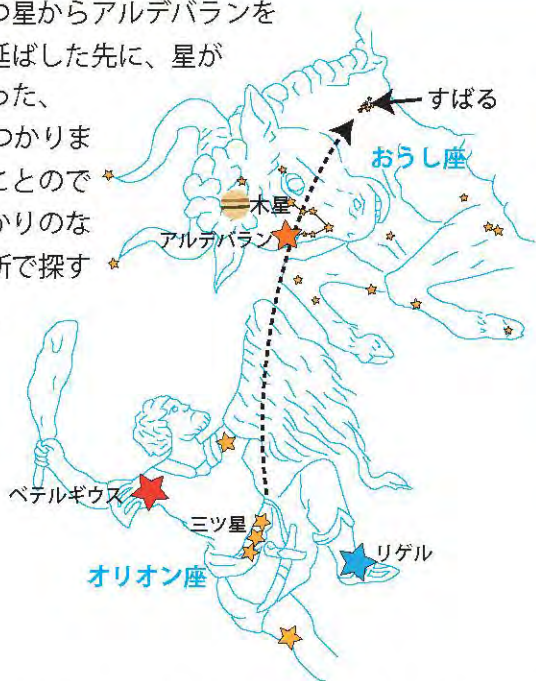 つ星からアルデバランを
延ばした先に、星が
った、
つかりま
ことので
かりのな
所で探す
すばる
おうし座
木星
アルデバラン
ベテルギウス
三ツ星
リゲル
オリオン座